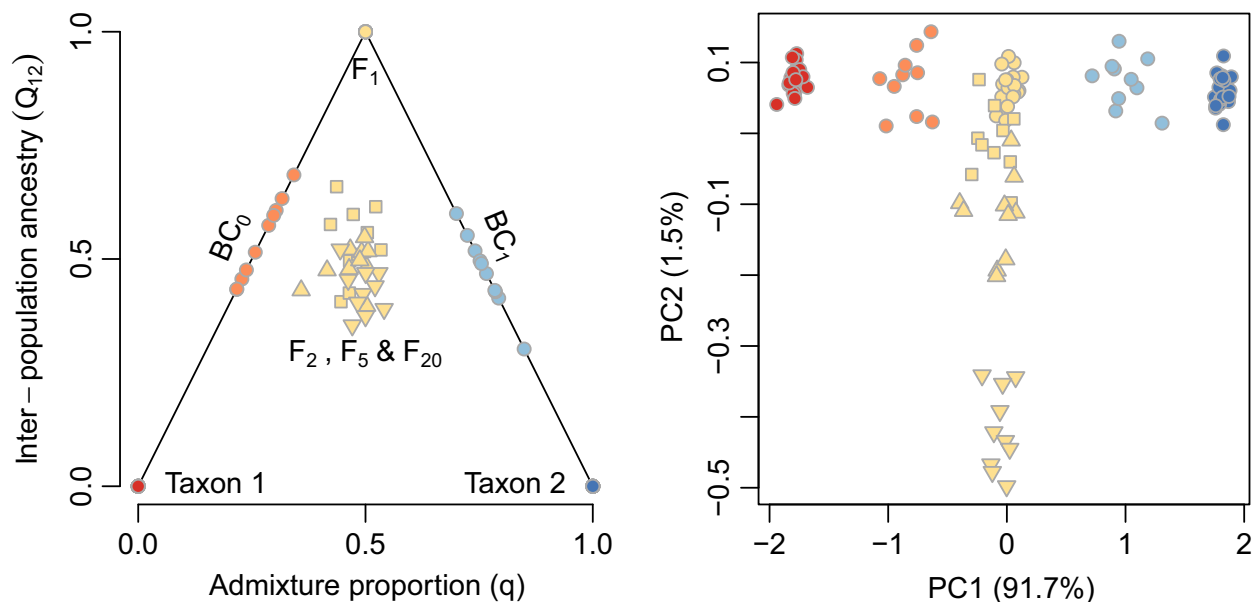 Inter−population ancestry (Q₁₂)
1.0
0.5
0.0
F₁
BC₀
BC₁
F₂ , F₅ & F₂₀
Taxon 1
Taxon 2
0.0
0.5
1.0
Admixture proportion (q)
PC2 (1.5%)
0.1
−0.1
−0.3
−0.5
−2
−1
0
1
2
PC1 (91.7%)